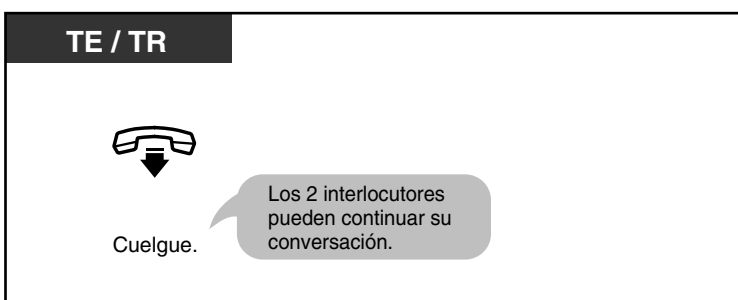 TE / TR
Los 2 interlocutores
pueden continuar su
conversación.
Cuelgue.